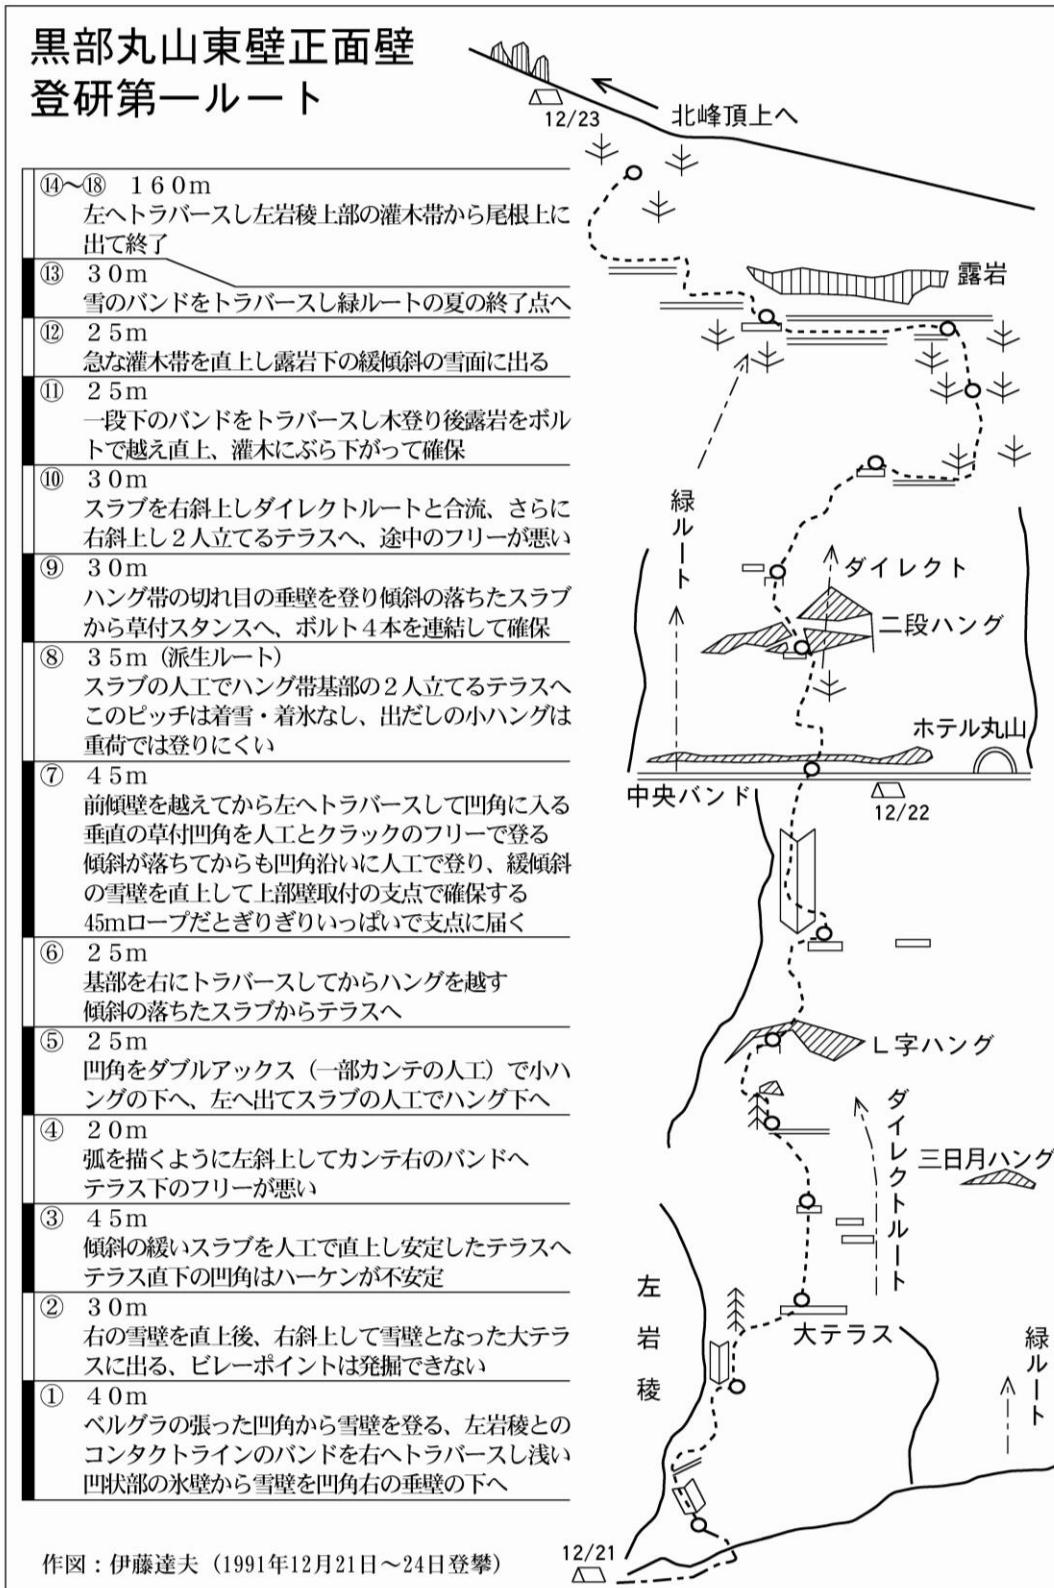 黒部丸山東壁正面壁
登研第一ルート
⑭〜⑱ 160m
左へトラバースし左岩稜上部の灌木帯から尾根上に
出て終了
⑬ 30m
雪のバンドをトラバースし緑ルートの夏の終了点へ
⑫ 25m
急な灌木帯を直上し露岩下の緩傾斜の雪面に出る
⑪ 25m
一段下のバンドをトラバースし木登り後露岩をボル
トで越え直上、灌木にぶら下がって確保
⑩ 30m
スラブを右斜上しダイレクトルートと合流、さらに
右斜上し2人立てるテラスへ、途中のフリーが悪い
⑨ 30m
ハング帯の切れ目の垂壁を登り傾斜の落ちたスラブ
から草付スタンスへ、ボルト4本を連結して確保
⑧ 35m（派生ルート）
スラブの人工でハング帯基部の2人立てるテラスへ
このピッチは着雪・着氷なし、出だしの小ハングは
重荷では登りにくい
⑦ 45m
前傾壁を越えてから左へトラバースして凹角に入る
垂直の草付凹角を人工とクラックのフリーで登る
傾斜が落ちてからも凹角沿いに人工で登り、緩傾斜
の雪壁を直上して上部壁取付の支点で確保する
45mロープだとぎりぎりいっぱいで支点に届く
⑥ 25m
基部を右にトラバースしてからハングを越す
傾斜の落ちたスラブからテラスへ
⑤ 25m
凹角をダブルアックス（一部カンテの人工）で小ハ
ングの下へ、左へ出てスラブの人工でハング下へ
④ 20m
弧を描くように左斜上してカンテ右のバンドへ
テラス下のフリーが悪い
③ 45m
傾斜の緩いスラブを人工で直上し安定したテラスへ
テラス直下の凹角はハーケンが不安定
② 30m
右の雪壁を直上後、右斜上して雪壁となった大テラ
スに出る、ビレーポイントは発掘できない
① 40m
ベルグラの張った凹角から雪壁を登る、左岩稜との
コンタクトラインのバンドを右へトラバースし浅い
凹状部の氷壁から雪壁を凹角右の垂壁の下へ
作図：伊藤達夫（1991年12月21日〜24日登攀）
12/23
北峰頂上へ
露岩
緑ルート
ダイレクト
二段ハング
ホテル丸山
中央バンド
12/22
L字ハング
ダイレクトルート
三日月ハング
左岩稜
大テラス
緑ルート
12/21